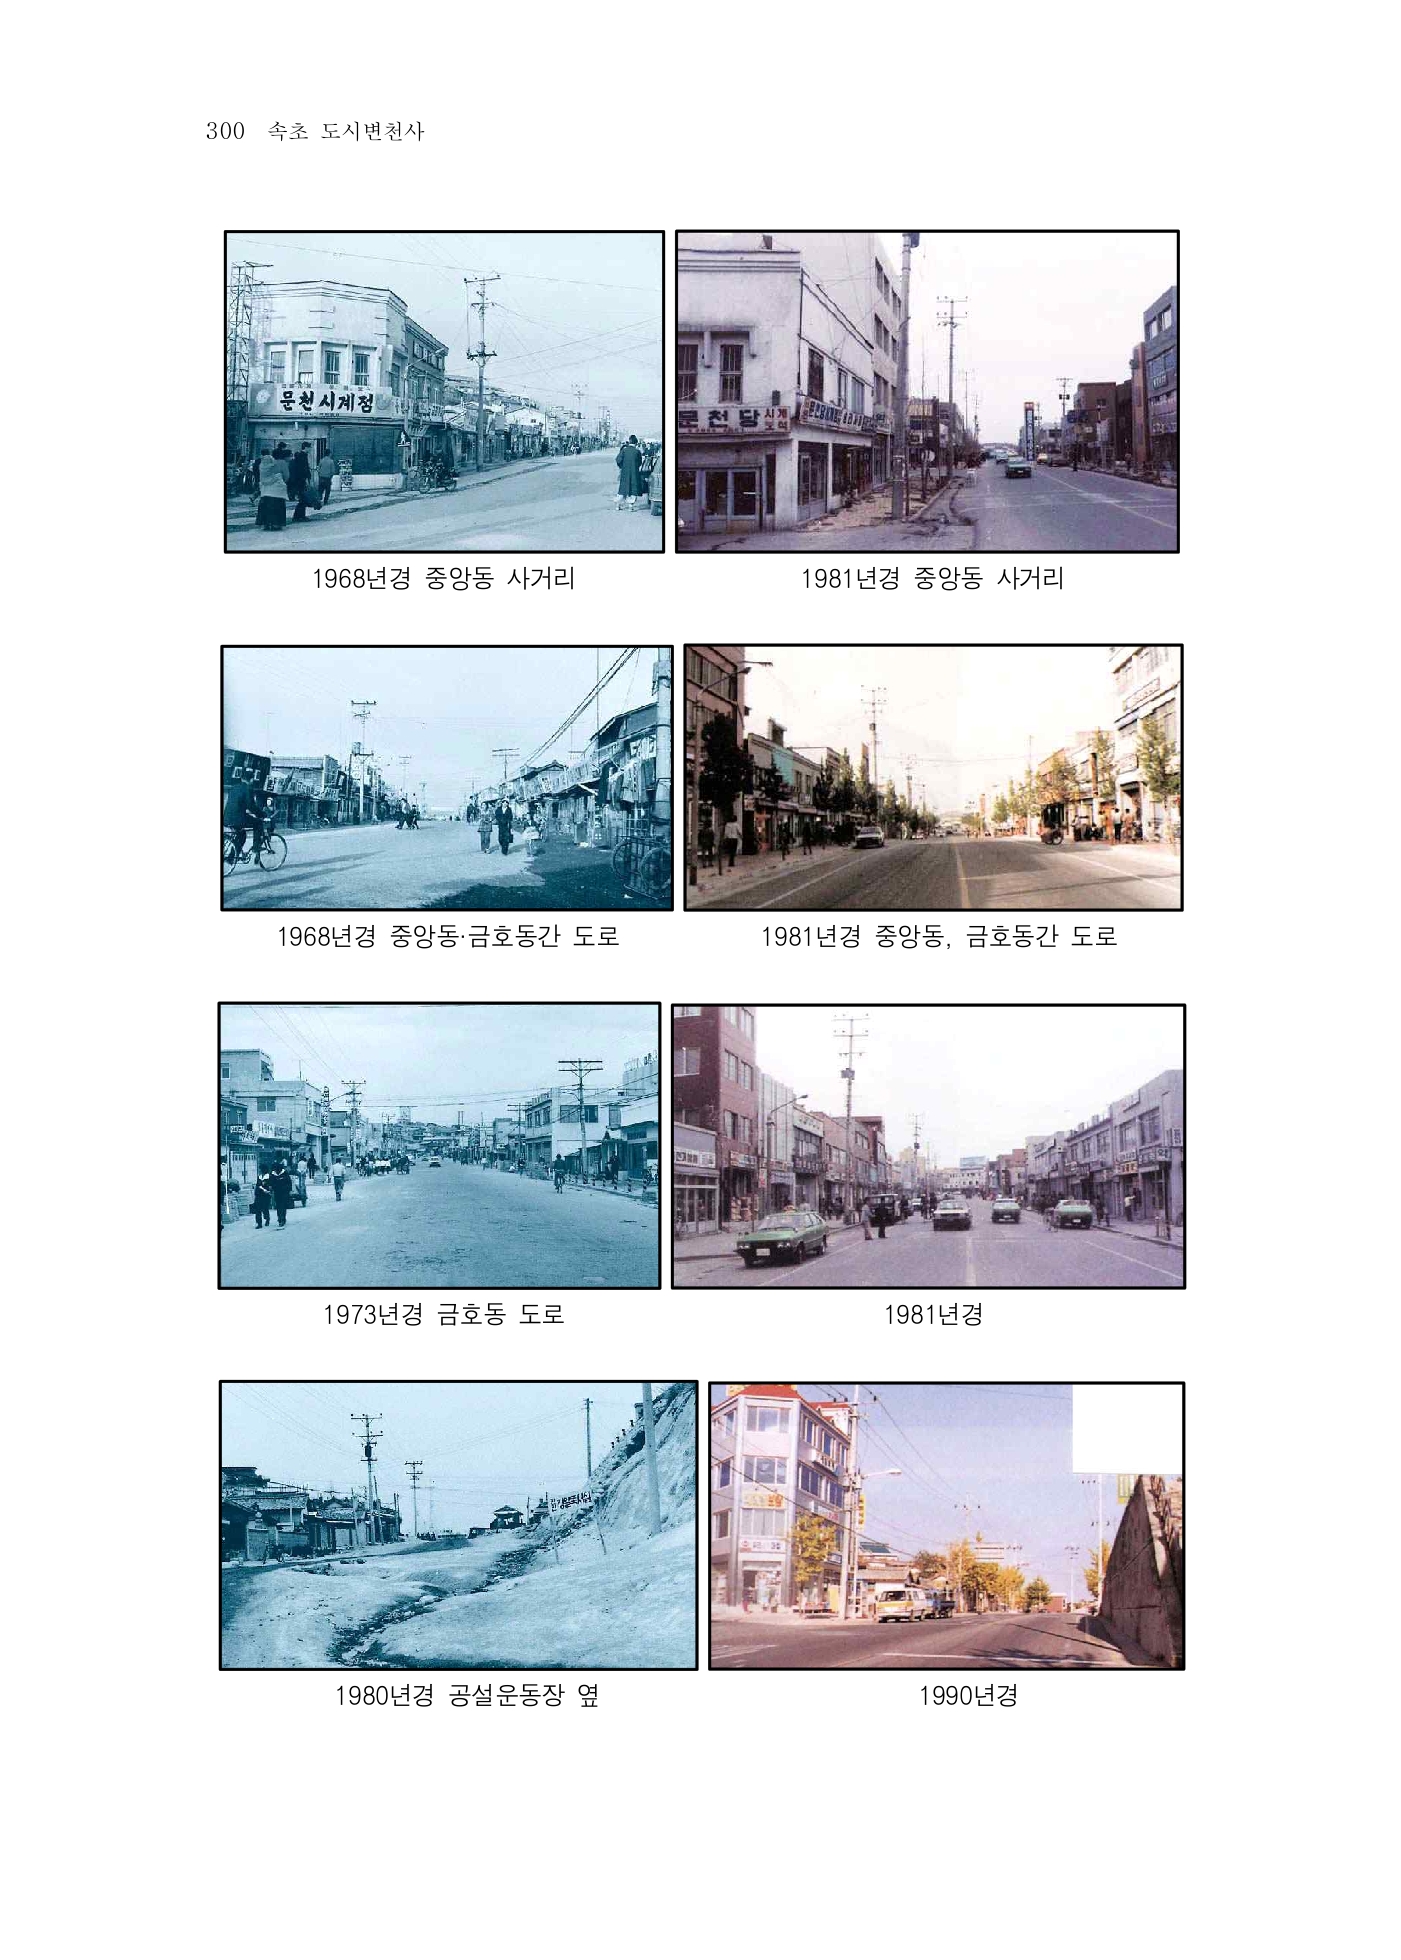 300 속초 도시변천사
문천시계점
문천당 시계
보석
1968년경 중앙동 사거리
1981년경 중앙동 사거리
1968년경 중앙동·금호동간 도로
1981년경 중앙동, 금호동간 도로
1973년경 금호동 도로
1981년경
1980년경 공설운동장 옆
1990년경